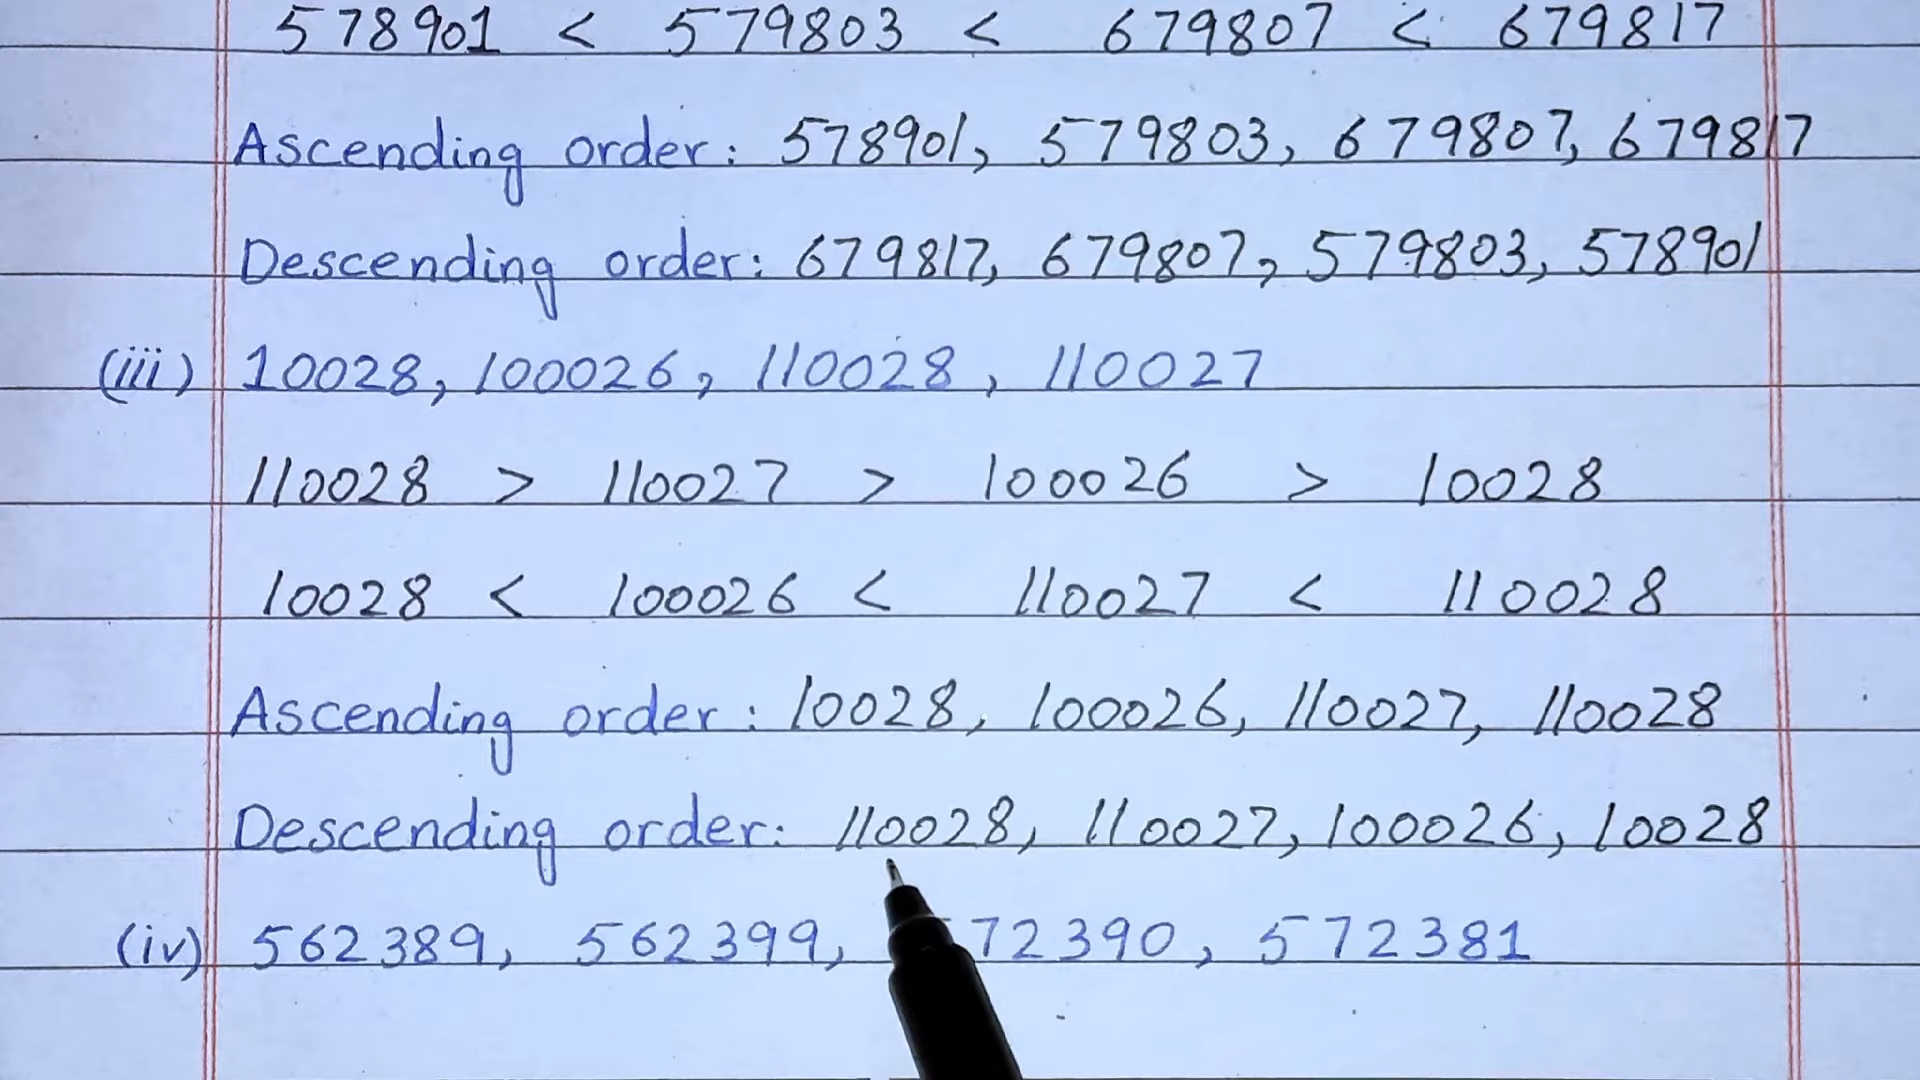 578901 < 579803 < 679807 < 679817
Ascending order: 578901, 579803, 679807, 679817
Descending order: 679817, 679807, 579803, 578901
(iii) 10028, 100026, 110028, 110027
110028 > 110027 > 100026 > 10028
10028 < 100026 < 110027 < 110028
Ascending order: 10028, 100026, 110027, 110028
Descending order: 110028, 110027, 100026, 10028
(iv) 562389, 562399, 72390, 572381